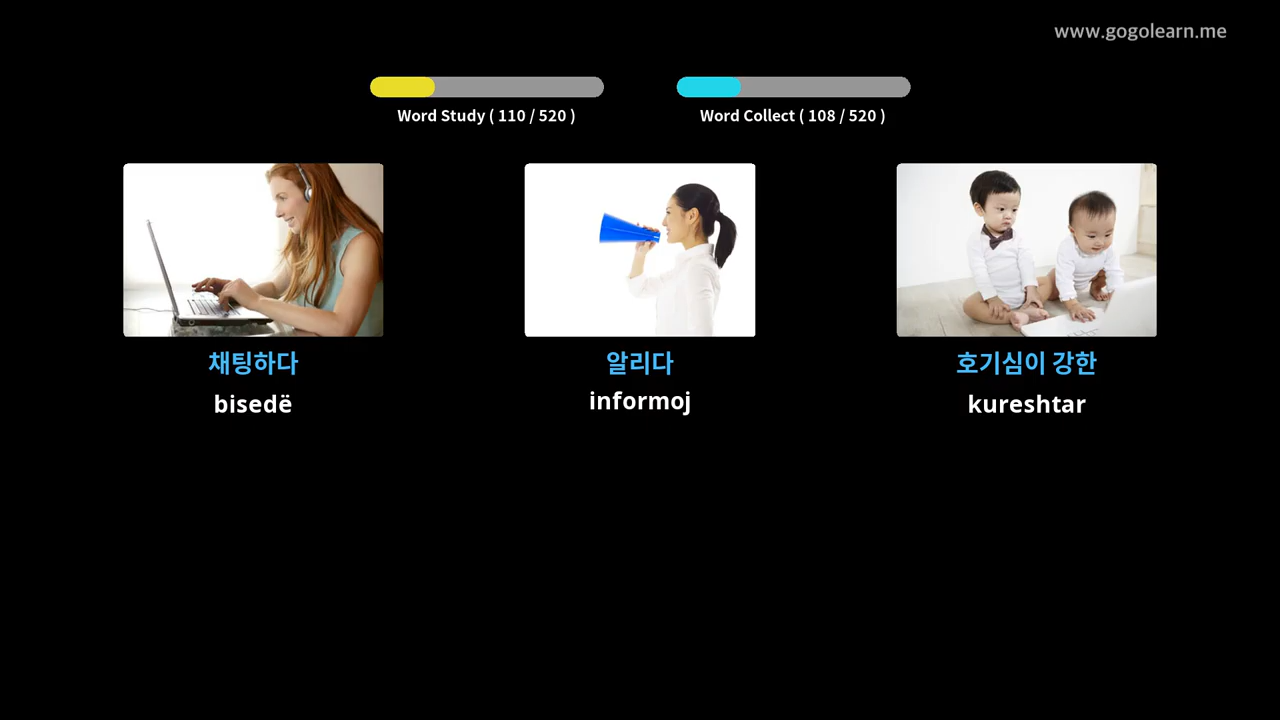 www.gogolearn.me
Word Study ( 110 / 520 )
Word Collect ( 108 / 520 )
채팅하다
알리다
호기심이 강한
bisedë
informoj
kureshtar